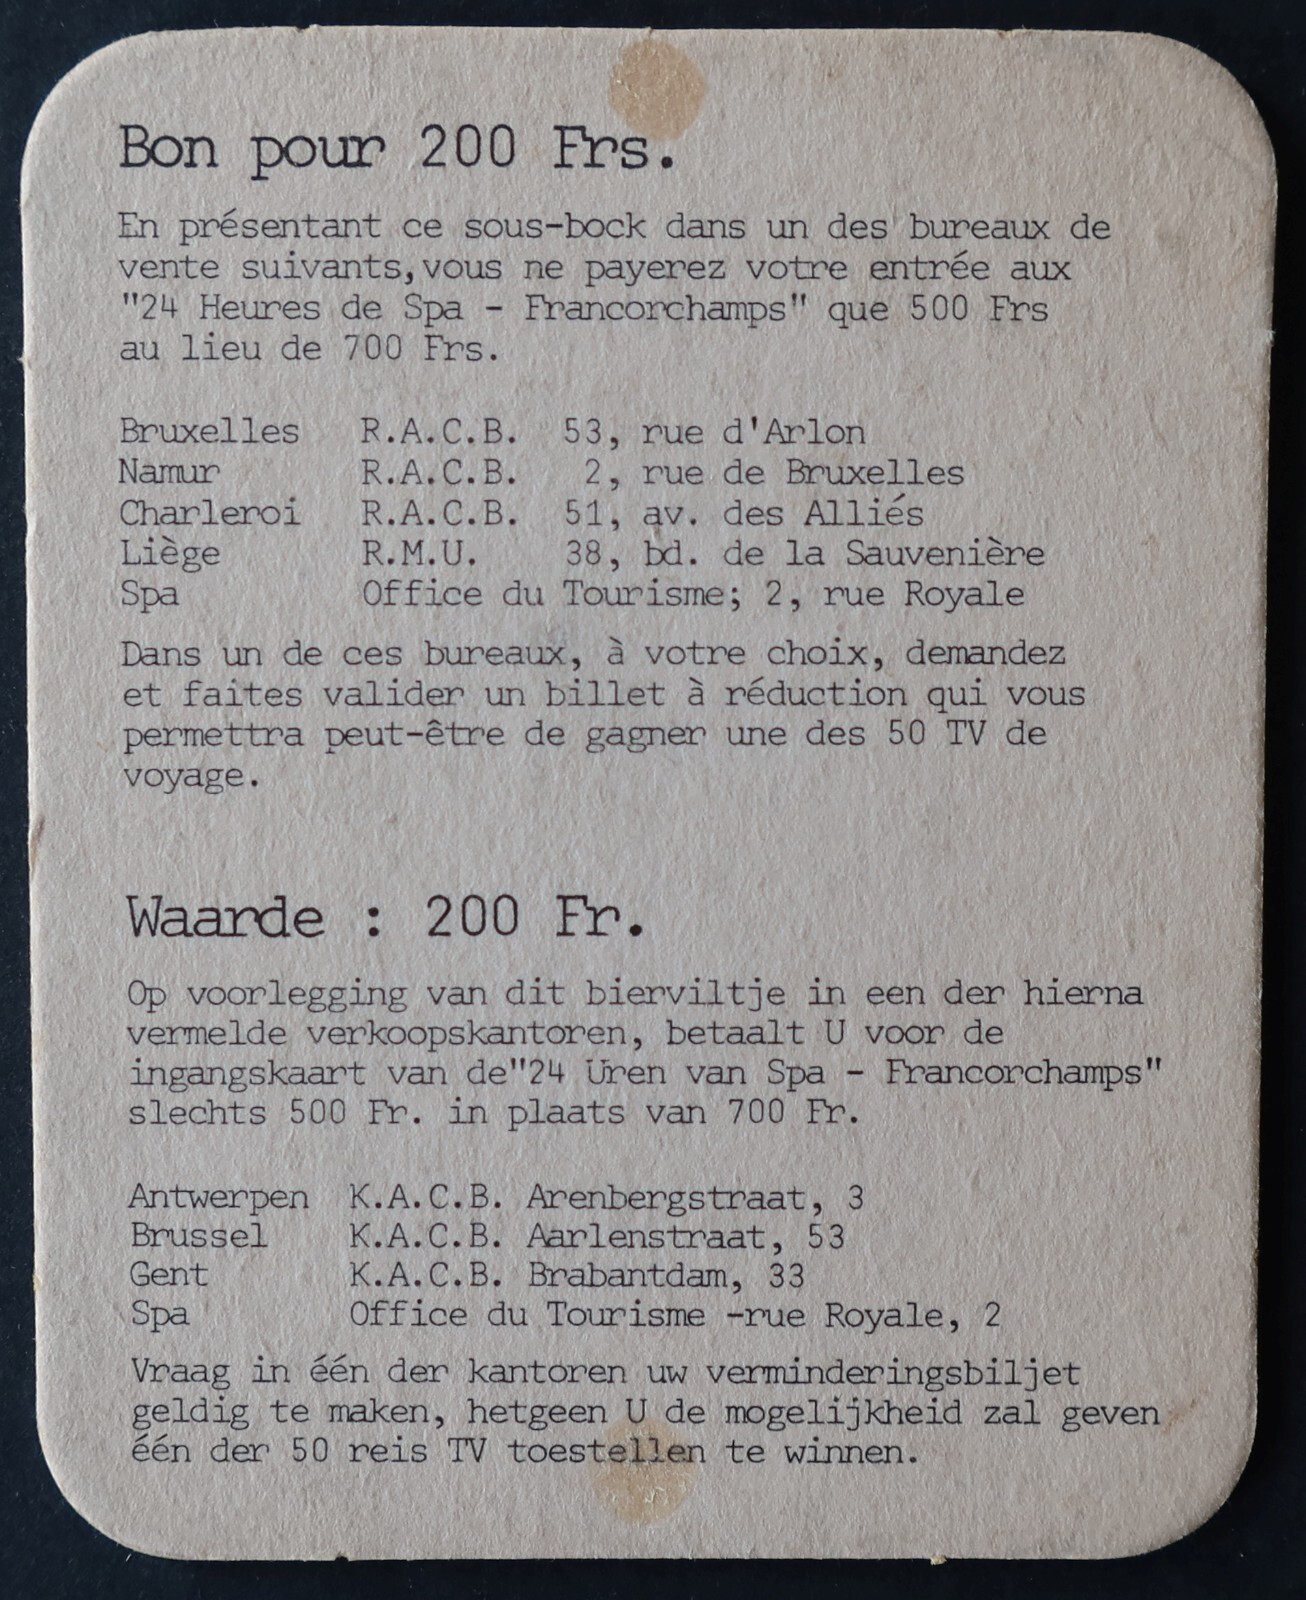 Bon pour 200 Frs.
En présentant ce sous-bock dans un des bureaux de
vente suivants,vous ne payerez votre entrée aux
"24 Heures de Spa - Francorchamps" que 500 Frs
au lieu de 700 Frs.
Bruxelles R.A.C.B. 53, rue d'Arlon
Namur R.A.C.B. 2, rue de Bruxelles
Charleroi R.A.C.B. 51, av. des Alliés
Liège R.M.U. 38, bd. de la Sauvenière
Spa Office du Tourisme; 2, rue Royale
Dans un de ces bureaux, à votre choix, demandez
et faites valider un billet à réduction qui vous
permettra peut-être de gagner une des 50 TV de
voyage.
Waarde : 200 Fr.
Op voorlegging van dit bierviltje in een der hierna
vermelde verkoopskantoren, betaalt U voor de
ingangskaart van de"24 Uren van Spa - Francorchamps"
slechts 500 Fr. in plaats van 700 Fr.
Antwerpen K.A.C.B. Arenbergstraat, 3
Brussel K.A.C.B. Aarlenstraat, 53
Gent K.A.C.B. Brabantdam, 33
Spa Office du Tourisme -rue Royale, 2
Vraag in één der kantoren uw verminderingsbiljet
geldig te maken, hetgeen U de mogelijkheid zal geven
één der 50 reis TV toestellen te winnen.